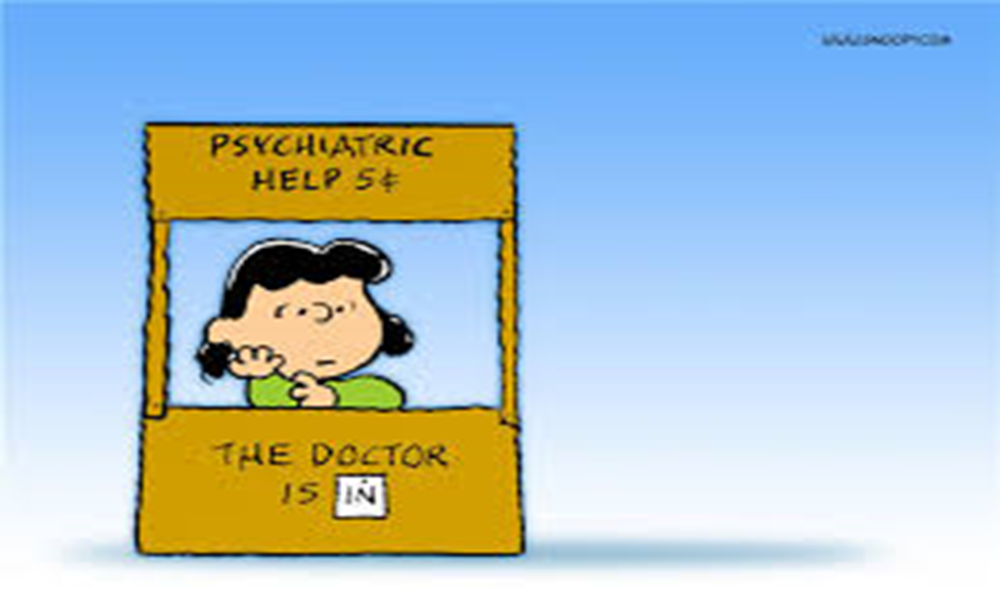 PSYCHIATRIC
HELP 5¢
THE DOCTOR
IS IN